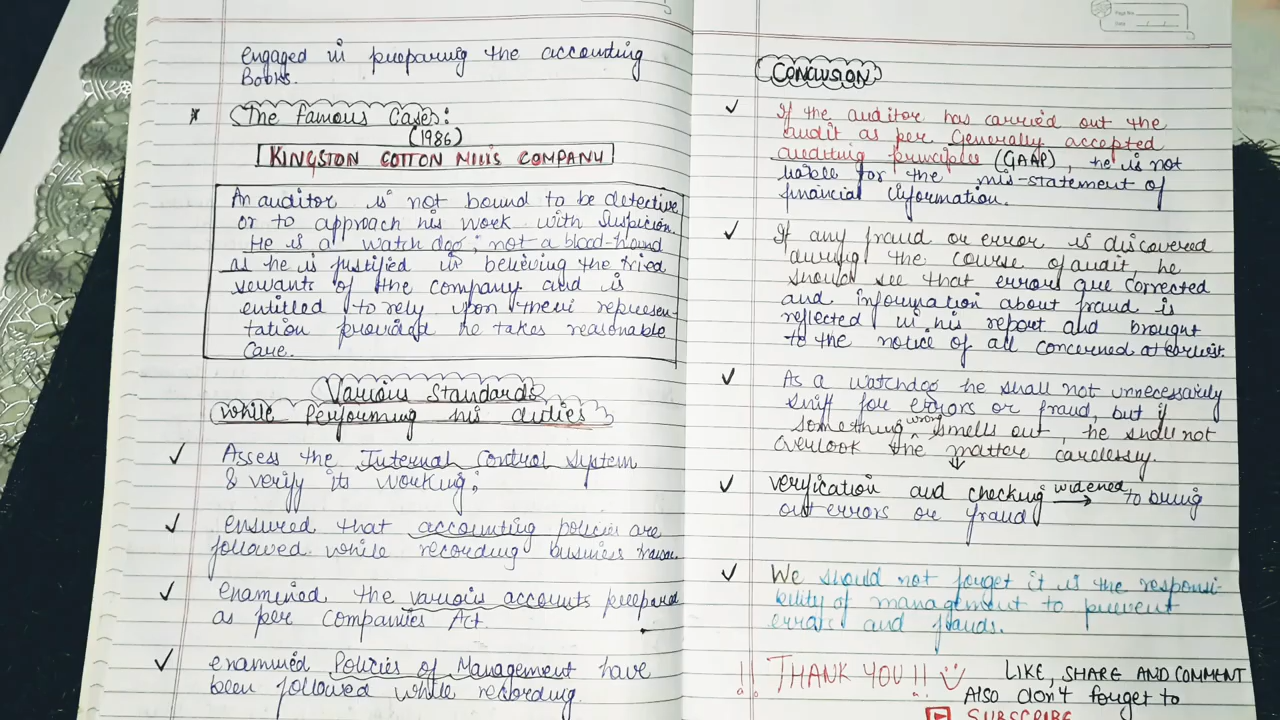 engaged in preparing the accounting
Books.
* The Famous Cases:
(1986)
KINGSTON COTTON MILLS COMPANY
An auditor is not bound to be detective
or to approach his work with suspicion.
He is a watch dog, not a blood-hound
as he is justified in believing the tried
servants of the company and is
entitled to rely upon their represen-
tation provided he takes reasonable
care.
Various Standards
while Performing his duties
✓ Assess the Internal Control system
& verify its working;
✓ ensured that accounting policies are
followed while recording business
✓ examined the various accounts prepared
as per Companies Act.
✓ examined Policies of Management have
been followed while recording.
Page No.
Date
CONCLUSION
✓ If the auditor has carried out the
audit as per Generally accepted
auditing principles (GAAP), he is not
liable for the mis-statement of
financial information.
✓ If any fraud or error is discovered
during the course of audit, he
should see that errors are corrected
and information about fraud is
reflected in his report and brought
to the notice of all concerned at earliest.
✓ As a watchdog he shall not unnecessarily
sniff for errors or fraud, but if
something wrong smells out, he shall not
overlook the matter carelessly.
✓ verification and checking widened → to bring
out errors or fraud
✓ We should not forget it is the responsi-
bility of management to prevent
errors and frauds.
!! THANK YOU !!
LIKE, SHARE AND COMMENT
Also don't forget to
SUBSCRIBE